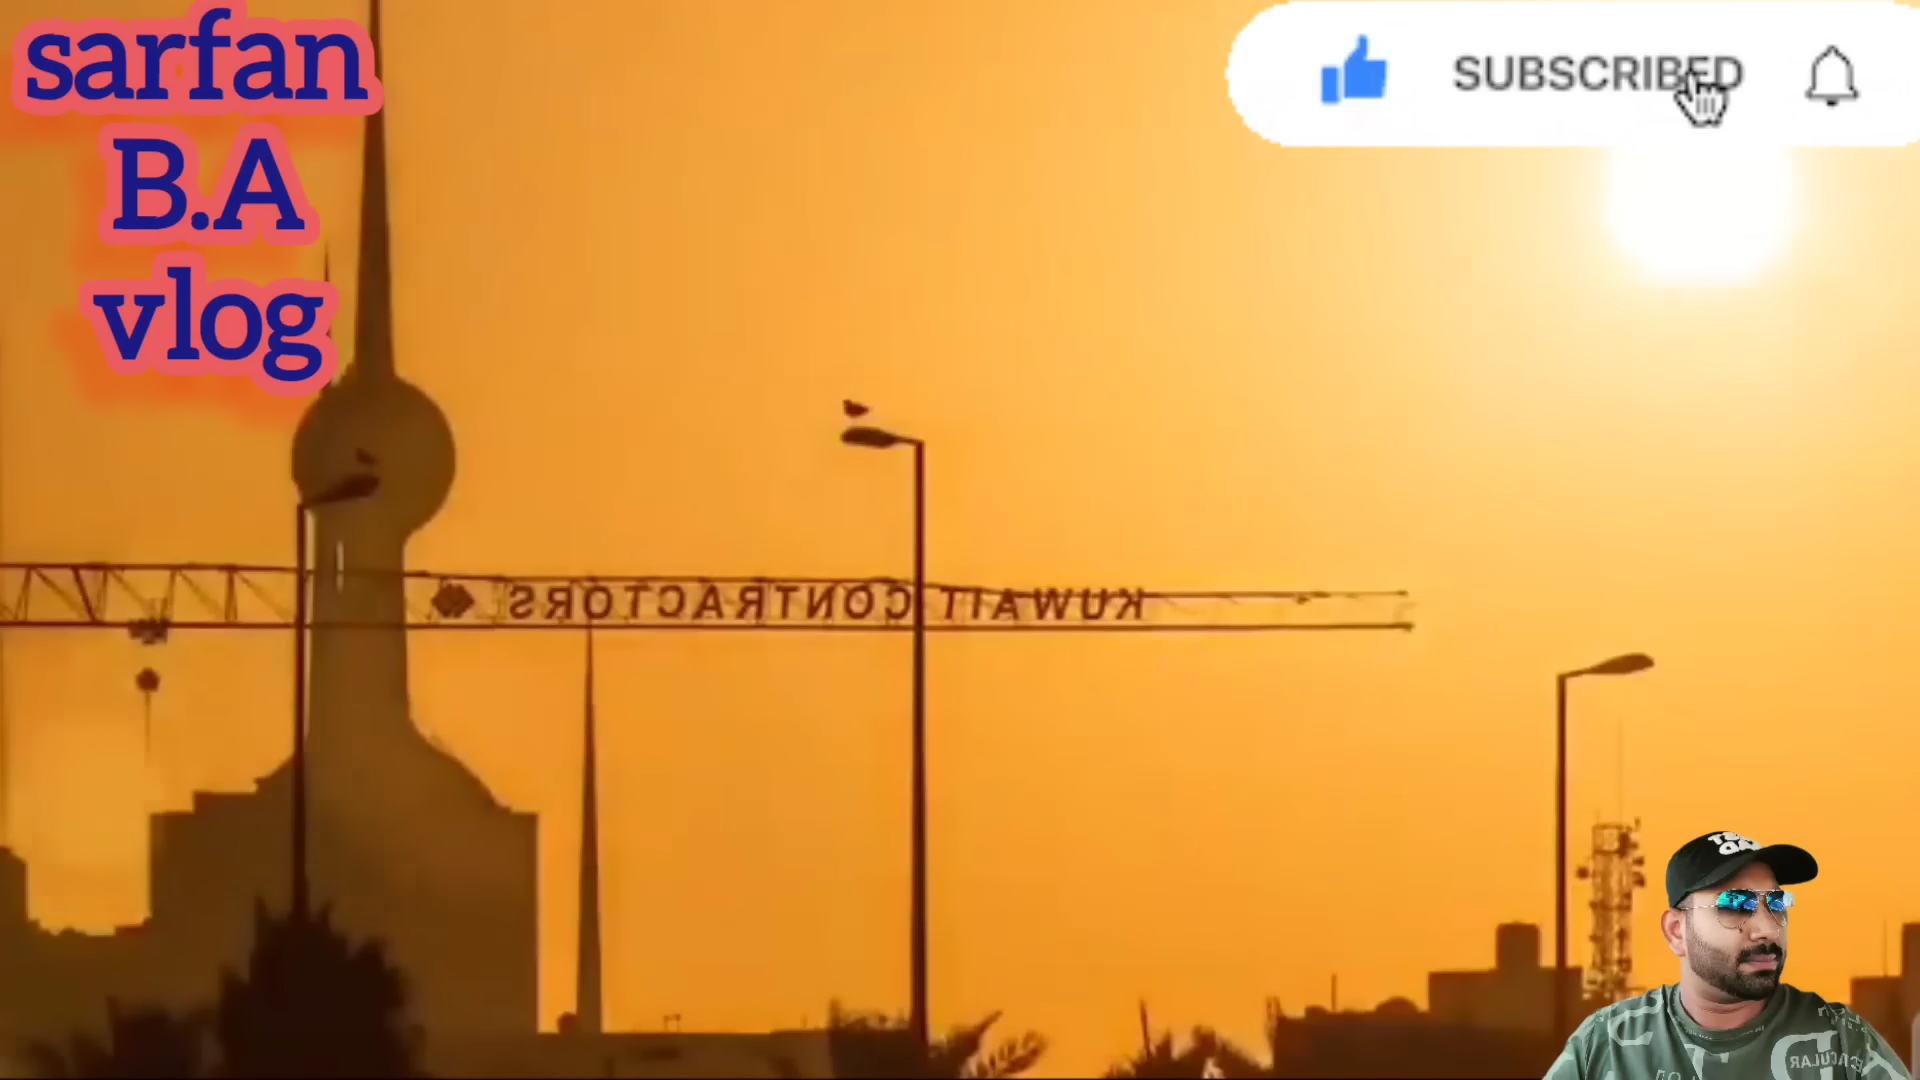 sarfan
B.A
vlog
SUBSCRIBED
KUWAIT CONTRACTORS